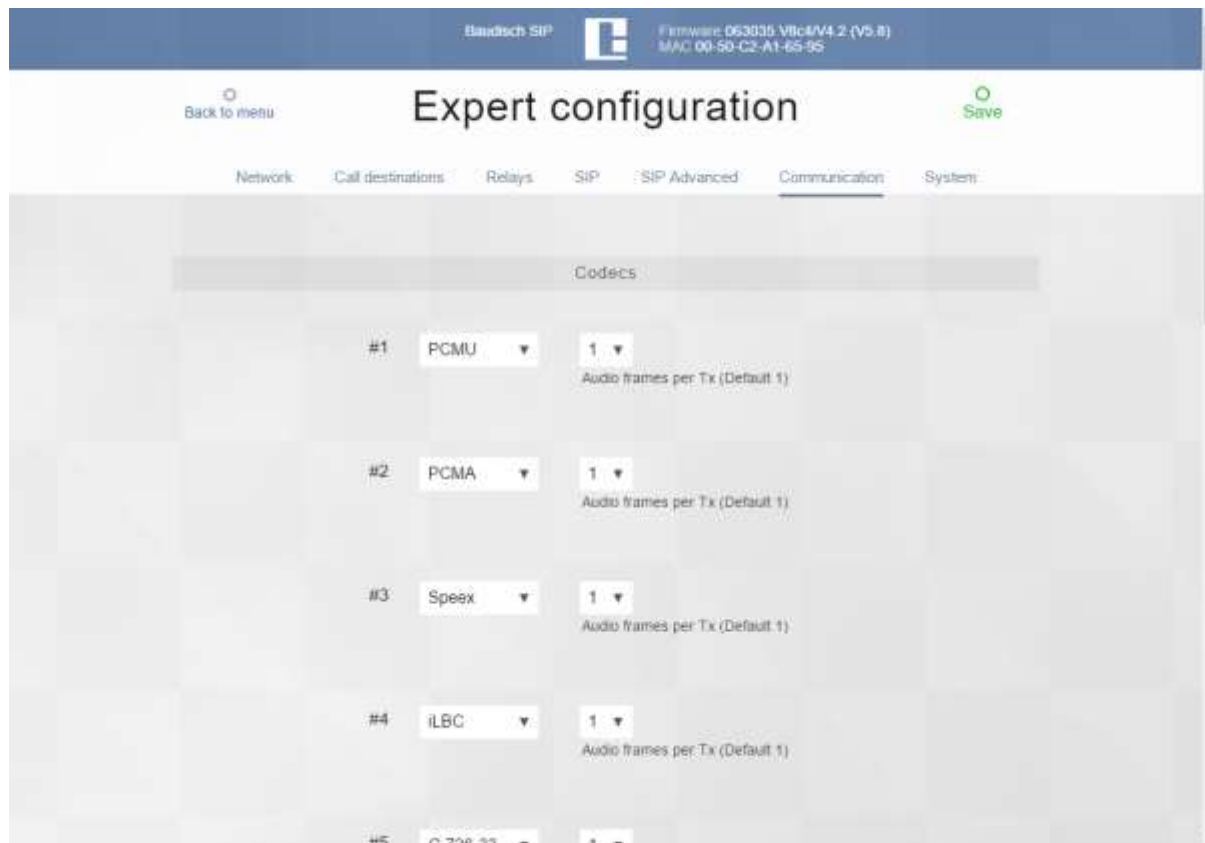 Baudisch SIP
Firmware 063035 V8c4/V4.2 (V5.8)
MAC 00-50-C2-A1-65-95
Back to menu
Expert configuration
Save
Network Call destinations Relays SIP SIP Advanced Communication System
Codecs
#1 PCMU ▼ 1 ▼
Audio frames per Tx (Default 1)
#2 PCMA ▼ 1 ▼
Audio frames per Tx (Default 1)
#3 Speex ▼ 1 ▼
Audio frames per Tx (Default 1)
#4 iLBC ▼ 1 ▼
Audio frames per Tx (Default 1)
#5